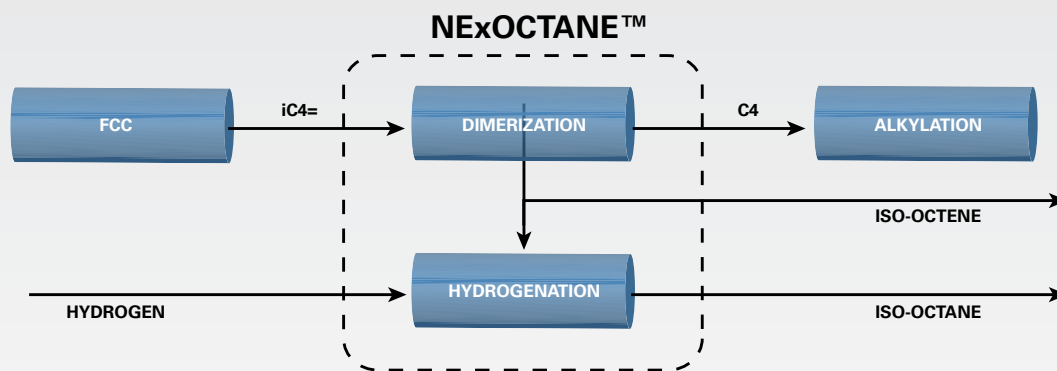 NExOCTANE™
FCC
iC4=
DIMERIZATION
C4
ALKYLATION
ISO-OCTENE
HYDROGENATION
HYDROGEN
ISO-OCTANE